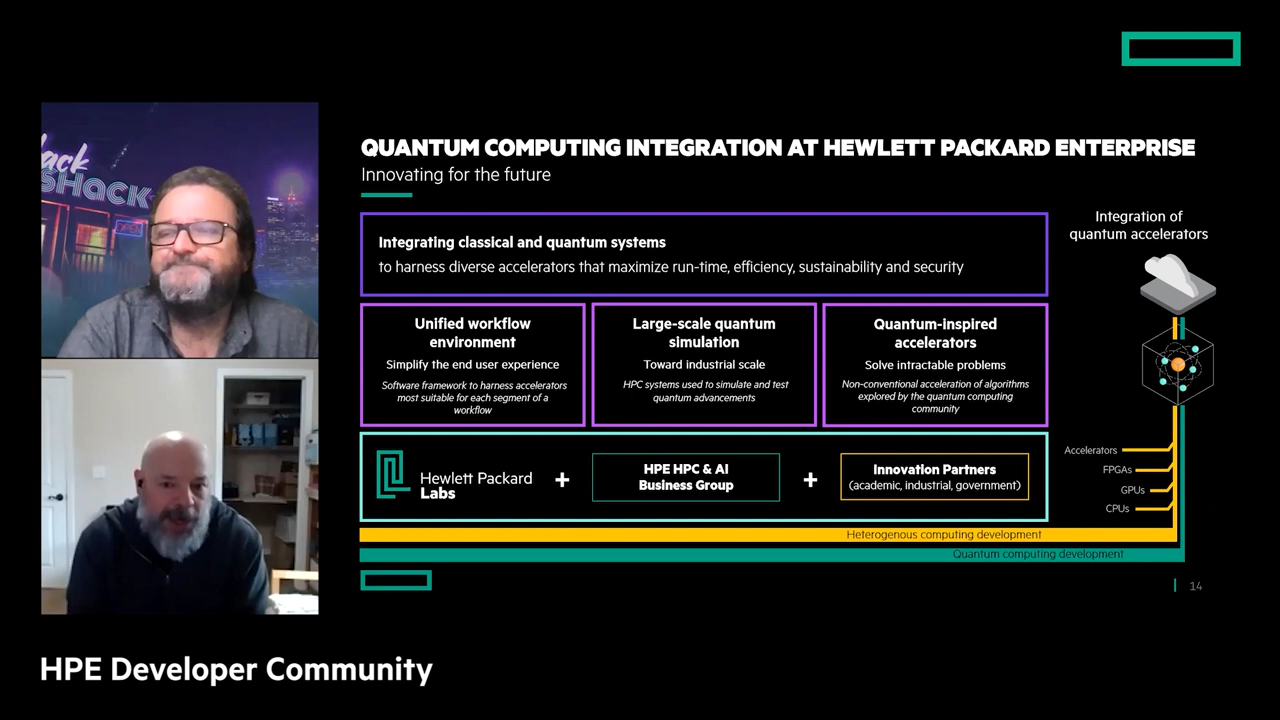 ack
SHACK
OPEN
QUANTUM COMPUTING INTEGRATION AT HEWLETT PACKARD ENTERPRISE
Innovating for the future
Integrating classical and quantum systems
to harness diverse accelerators that maximize run-time, efficiency, sustainability and security
Unified workflow
environment
Simplify the end user experience
Software framework to harness accelerators
most suitable for each segment of a
workflow
Large-scale quantum
simulation
Toward industrial scale
HPC systems used to simulate and test
quantum advancements
Quantum-inspired
accelerators
Solve intractable problems
Non-conventional acceleration of algorithms
explored by the quantum computing
community
Hewlett Packard
Labs
+
HPE HPC & AI
Business Group
+
Innovation Partners
(academic, industrial, government)
Integration of
quantum accelerators
Accelerators
FPGAs
GPUs
CPUs
Heterogenous computing development
Quantum computing development
14
HPE Developer Community